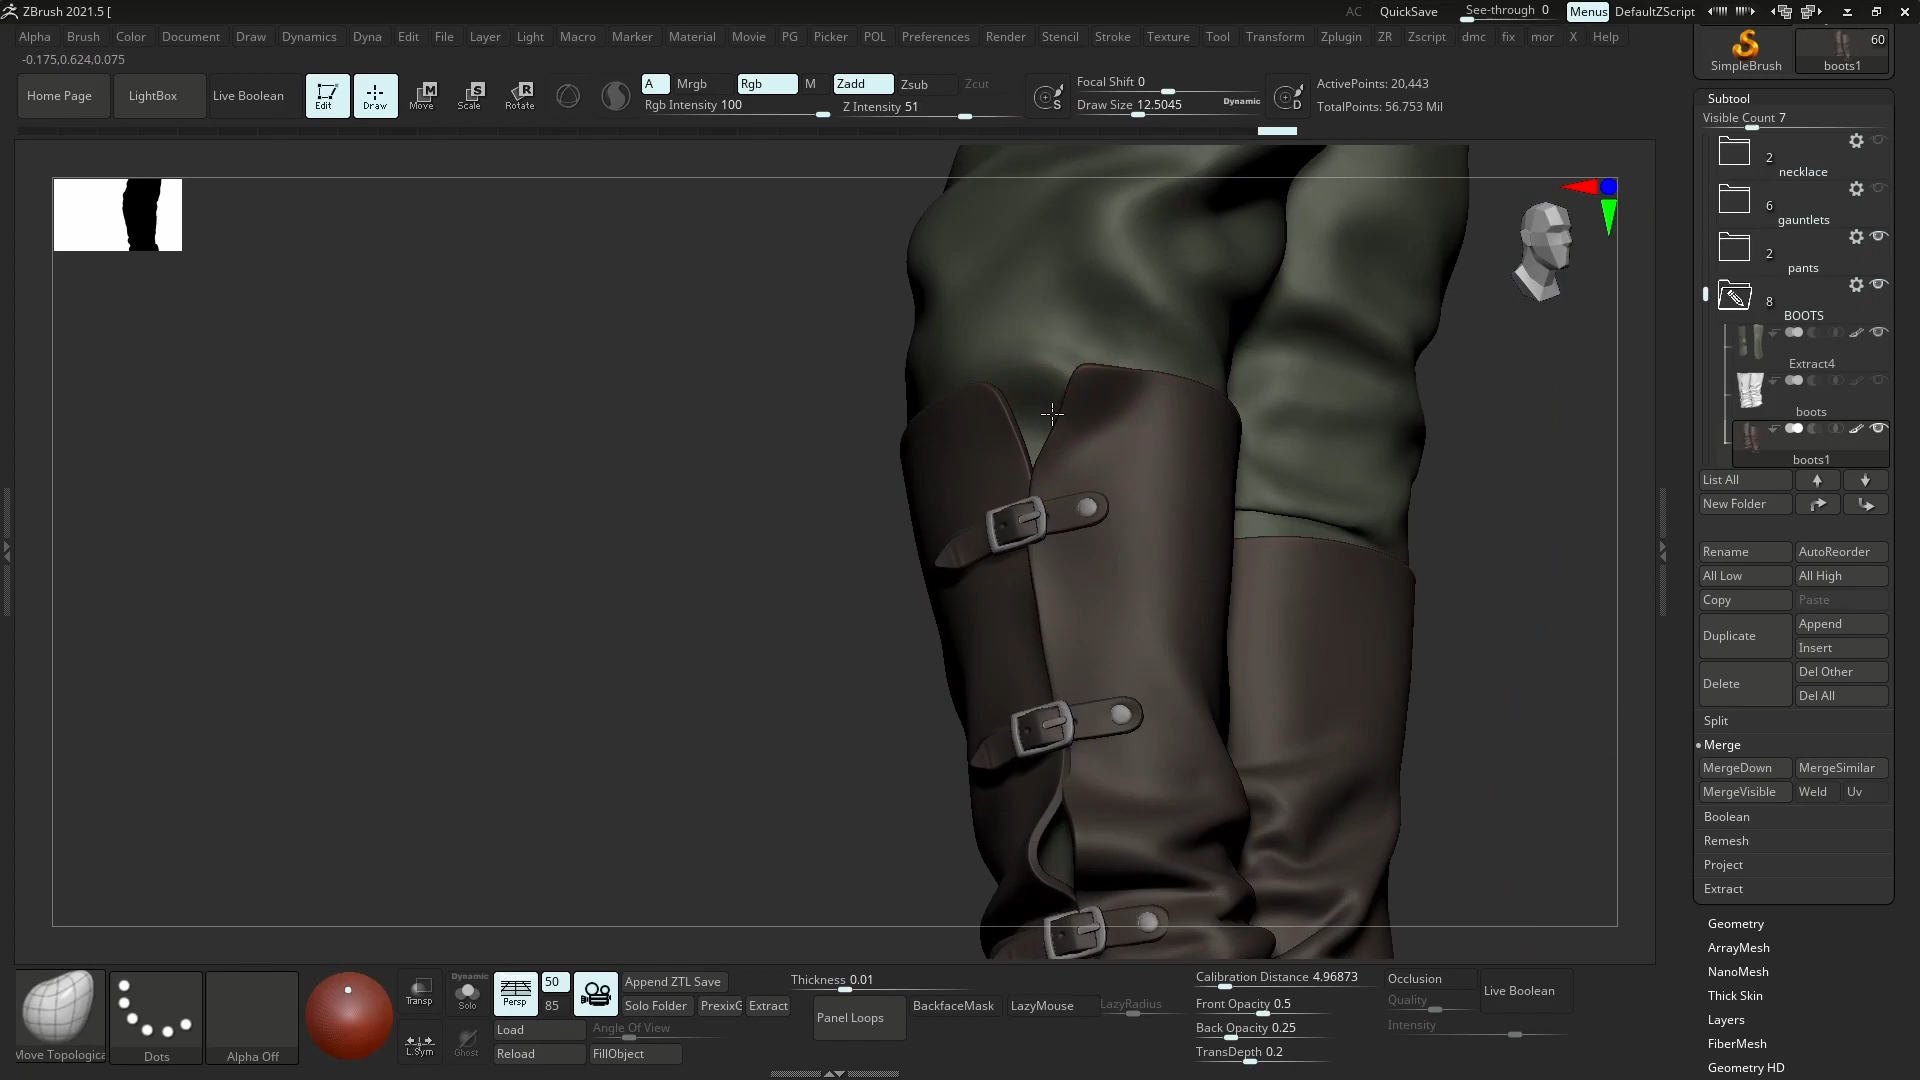 ZBrush 2021.5 [
AC QuickSave See-through 0 Menus DefaultZScript
Alpha Brush Color Document Draw Dynamics Dyna Edit File Layer Light Macro Marker Material Movie PG Picker POL Preferences Render Stencil Stroke Texture Tool Transform Zplugin ZR Zscript dmc fix mor X Help
-0.175,0.624,0.075
Home Page LightBox Live Boolean Edit Draw Move Scale Rotate
A Mrgb Rgb M Zadd Zsub Zcut
Rgb Intensity 100 Z Intensity 51
Focal Shift 0
Draw Size 12.5045 Dynamic
ActivePoints: 20,443
TotalPoints: 56.753 Mil
SimpleBrush
60
boots1
Subtool
Visible Count 7
2
necklace
6
gauntlets
2
pants
8
BOOTS
Extract4
boots
boots1
List All
New Folder
Rename AutoReorder
All Low All High
Copy Paste
Duplicate Append
Insert
Delete Del Other
Del All
Split
Merge
MergeDown MergeSimilar
MergeVisible Weld Uv
Boolean
Remesh
Project
Extract
Geometry
ArrayMesh
NanoMesh
Thick Skin
Layers
FiberMesh
Geometry HD
Move Topologica
Dots
Alpha Off
Transp
L.Sym
Dynamic
Solo
Ghost
Persp
50
85
Append ZTL Save
Solo Folder PrexixG Extract
Load Angle Of View
Reload FillObject
Thickness 0.01
Panel Loops BackfaceMask LazyMouse LazyRadius
Calibration Distance 4.96873
Front Opacity 0.5
Back Opacity 0.25
TransDepth 0.2
Occlusion
Quality
Intensity
Live Boolean